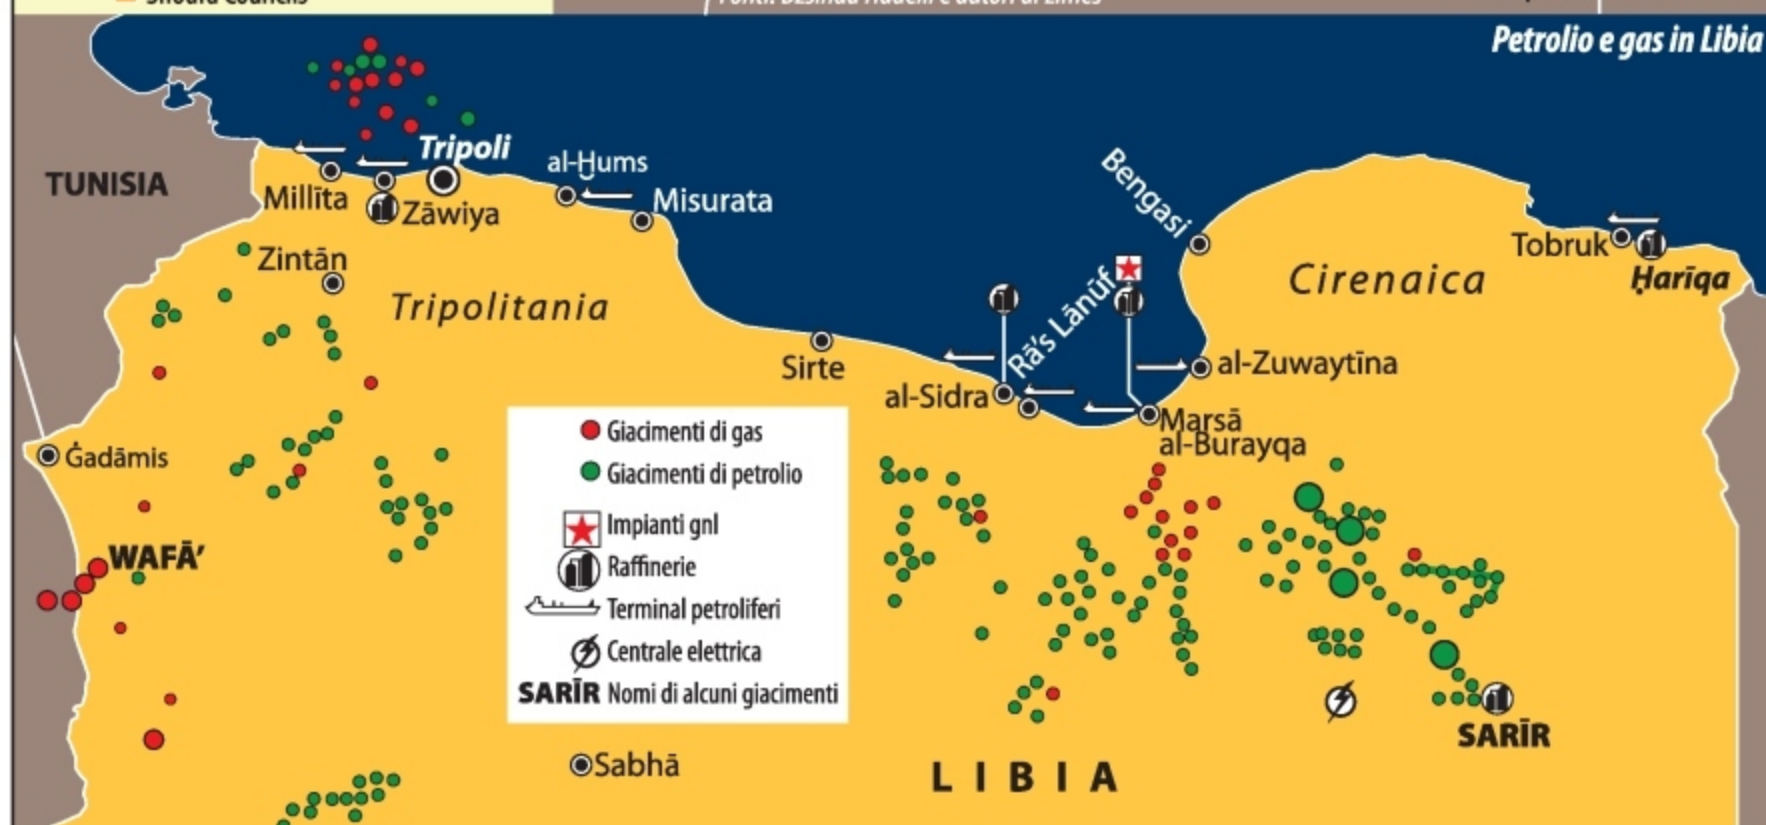 Petrolio e gas in Libia
TUNISIA
Tripoli
al-Ḫums
Misurata
Millīta
Zāwiya
Zintān
Tripolitania
Bengasi
Cirenaica
Tobruk
Ḥarīqa
Rā's Lānūf
Sirte
al-Sidra
al-Zuwaytīna
Marsā
al-Burayqa
Ġadāmis
WAFĀ’
Giacimenti di gas
Giacimenti di petrolio
Impianti gnl
Raffinerie
Terminal petroliferi
Centrale elettrica
SARĪR Nomi di alcuni giacimenti
SARĪR
Sabhā
LIBIA